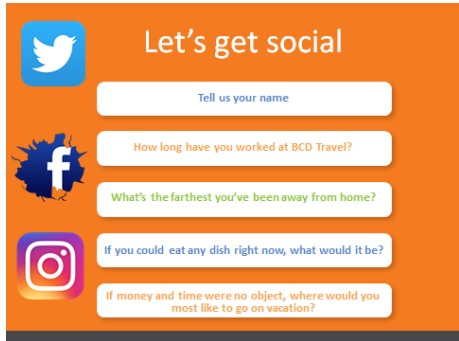 Let's get social
Tell us your name
How long have you worked at BCD Travel?
What's the farthest you've been away from home?
If you could eat any dish right now, what would it be?
If money and time were no object, where would you
most like to go on vacation?